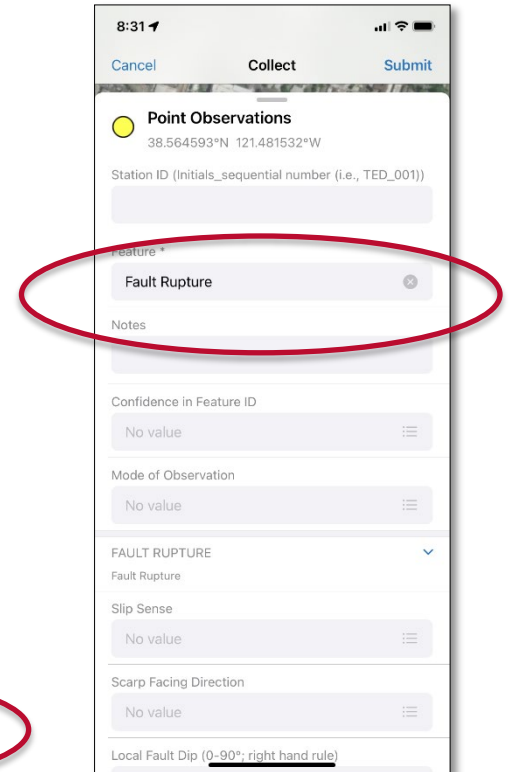 8:31
Cancel Collect Submit
Point Observations
38.564593°N 121.481532°W
Station ID (Initials_sequential number (i.e., TED_001))
Feature *
Fault Rupture
Notes
Confidence in Feature ID
No value
Mode of Observation
No value
FAULT RUPTURE
Fault Rupture
Slip Sense
No value
Scarp Facing Direction
No value
Local Fault Dip (0-90°; right hand rule)